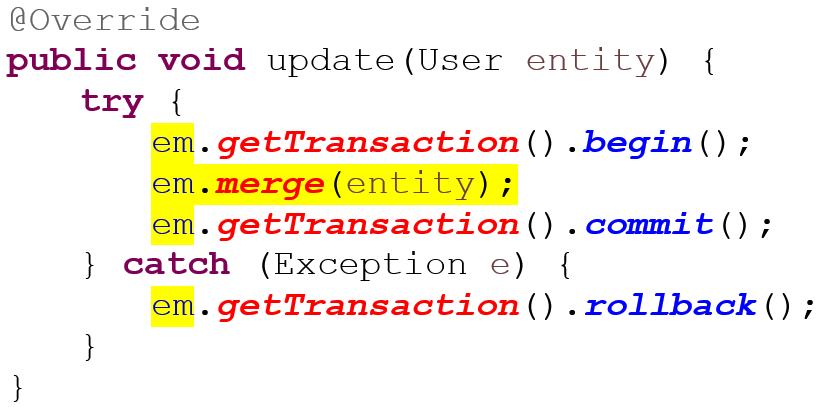 @Override
public void update(User entity) {
    try {
        em.getTransaction().begin();
        em.merge(entity);
        em.getTransaction().commit();
    } catch (Exception e) {
        em.getTransaction().rollback();
    }
}